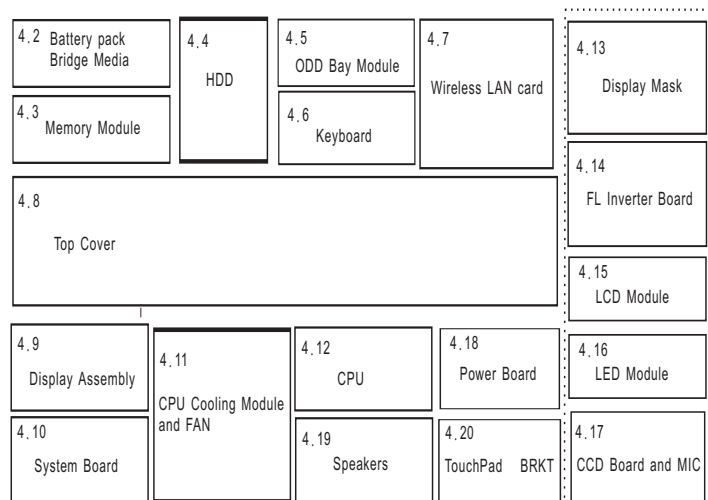 4.2 Battery pack
Bridge Media
4.3
Memory Module
4.4
HDD
4.5
ODD Bay Module
4.6
Keyboard
4.7
Wireless LAN card
4.8
Top Cover
4.9
Display Assembly
4.10
System Board
4.11
CPU Cooling Module
and FAN
4.12
CPU
4.19
Speakers
4.18
Power Board
4.20
TouchPad BRKT
4.13
Display Mask
4.14
FL Inverter Board
4.15
LCD Module
4.16
LED Module
4.17
CCD Board and MIC